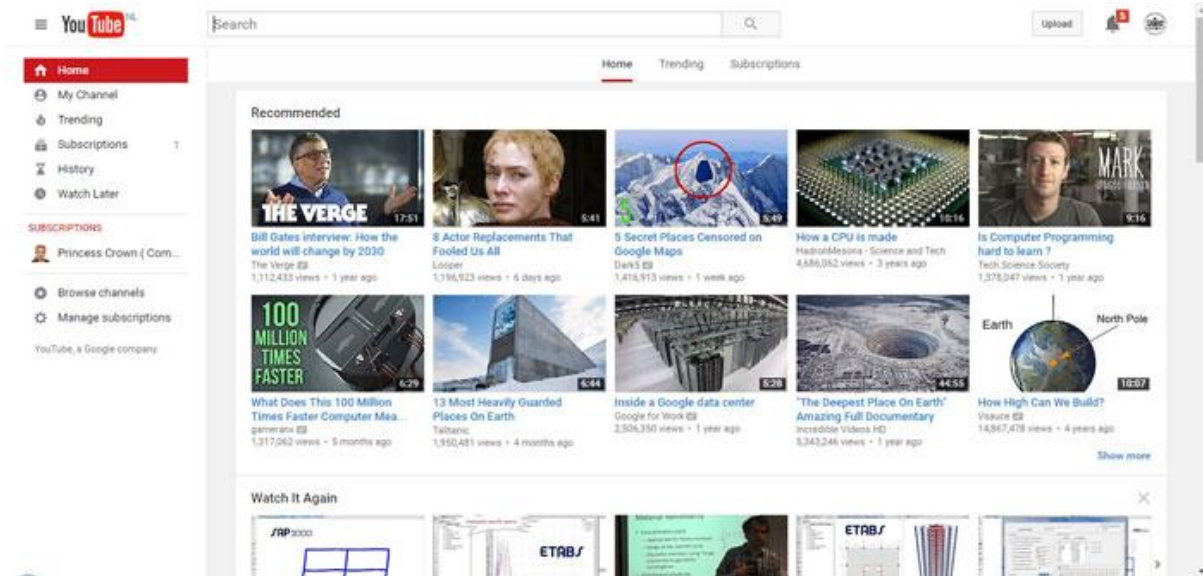 YouTube NL
Search
Upload
5
Home
My Channel
Trending
Subscriptions 1
History
Watch Later
SUBSCRIPTIONS
Princess Crown ( Com...
Browse channels
Manage subscriptions
YouTube, a Google company
Home Trending Subscriptions
Recommended
THE VERGE 17:51
5:41
5 5:49
10:16
MARK 9:16
Bill Gates interview: How the
world will change by 2030
The Verge
1,112,433 views • 1 year ago
8 Actor Replacements That
Fooled Us All
Looper
1,196,923 views • 6 days ago
5 Secret Places Censored on
Google Maps
Dark5
1,416,913 views • 1 week ago
How a CPU is made
HadronMesons - Science and Tech
4,686,062 views • 3 years ago
Is Computer Programming
hard to learn ?
Tech Science Society
1,378,047 views • 1 year ago
100
MILLION
TIMES
FASTER
6:29
6:44
5:28
44:55
Earth
North Pole
10:07
What Does This 100 Million
Times Faster Computer Mea...
gameranx
1,317,062 views • 5 months ago
13 Most Heavily Guarded
Places On Earth
Taltanic
1,950,481 views • 4 months ago
Inside a Google data center
Google for Work
2,506,350 views • 1 year ago
"The Deepest Place On Earth"
Amazing Full Documentary
Incredible Videos HD
5,343,246 views • 1 year ago
How High Can We Build?
Vsauce
14,867,478 views • 4 years ago
Show more
Watch It Again
SAP2000
ETABS
Material nonlinearity
ETABS